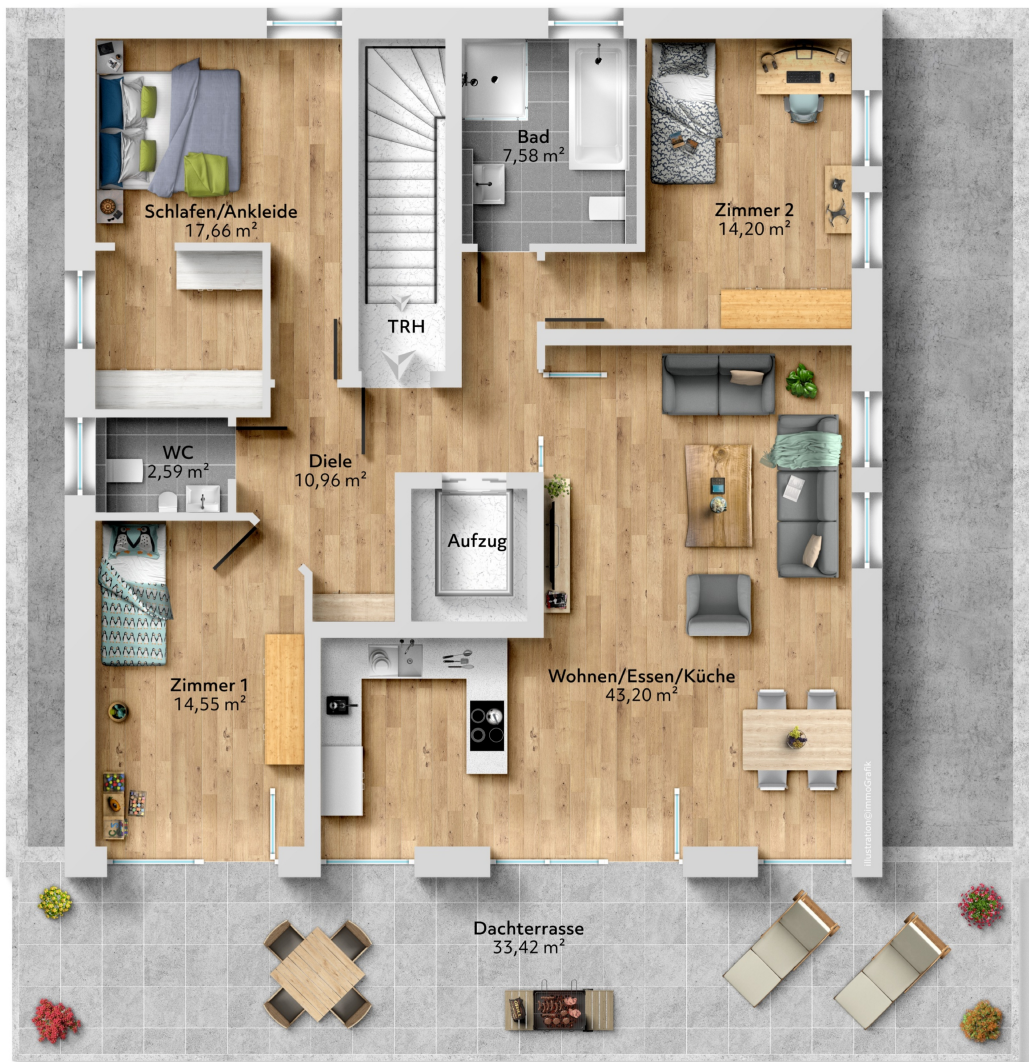 Bad
7,58 m²
Schlafen/Ankleide
17,66 m²
Zimmer 2
14,20 m²
TRH
WC
2,59 m²
Diele
10,96 m²
Aufzug
Zimmer 1
14,55 m²
Wohnen/Essen/Küche
43,20 m²
illustration©immoGrafik
Dachterrasse
33,42 m²